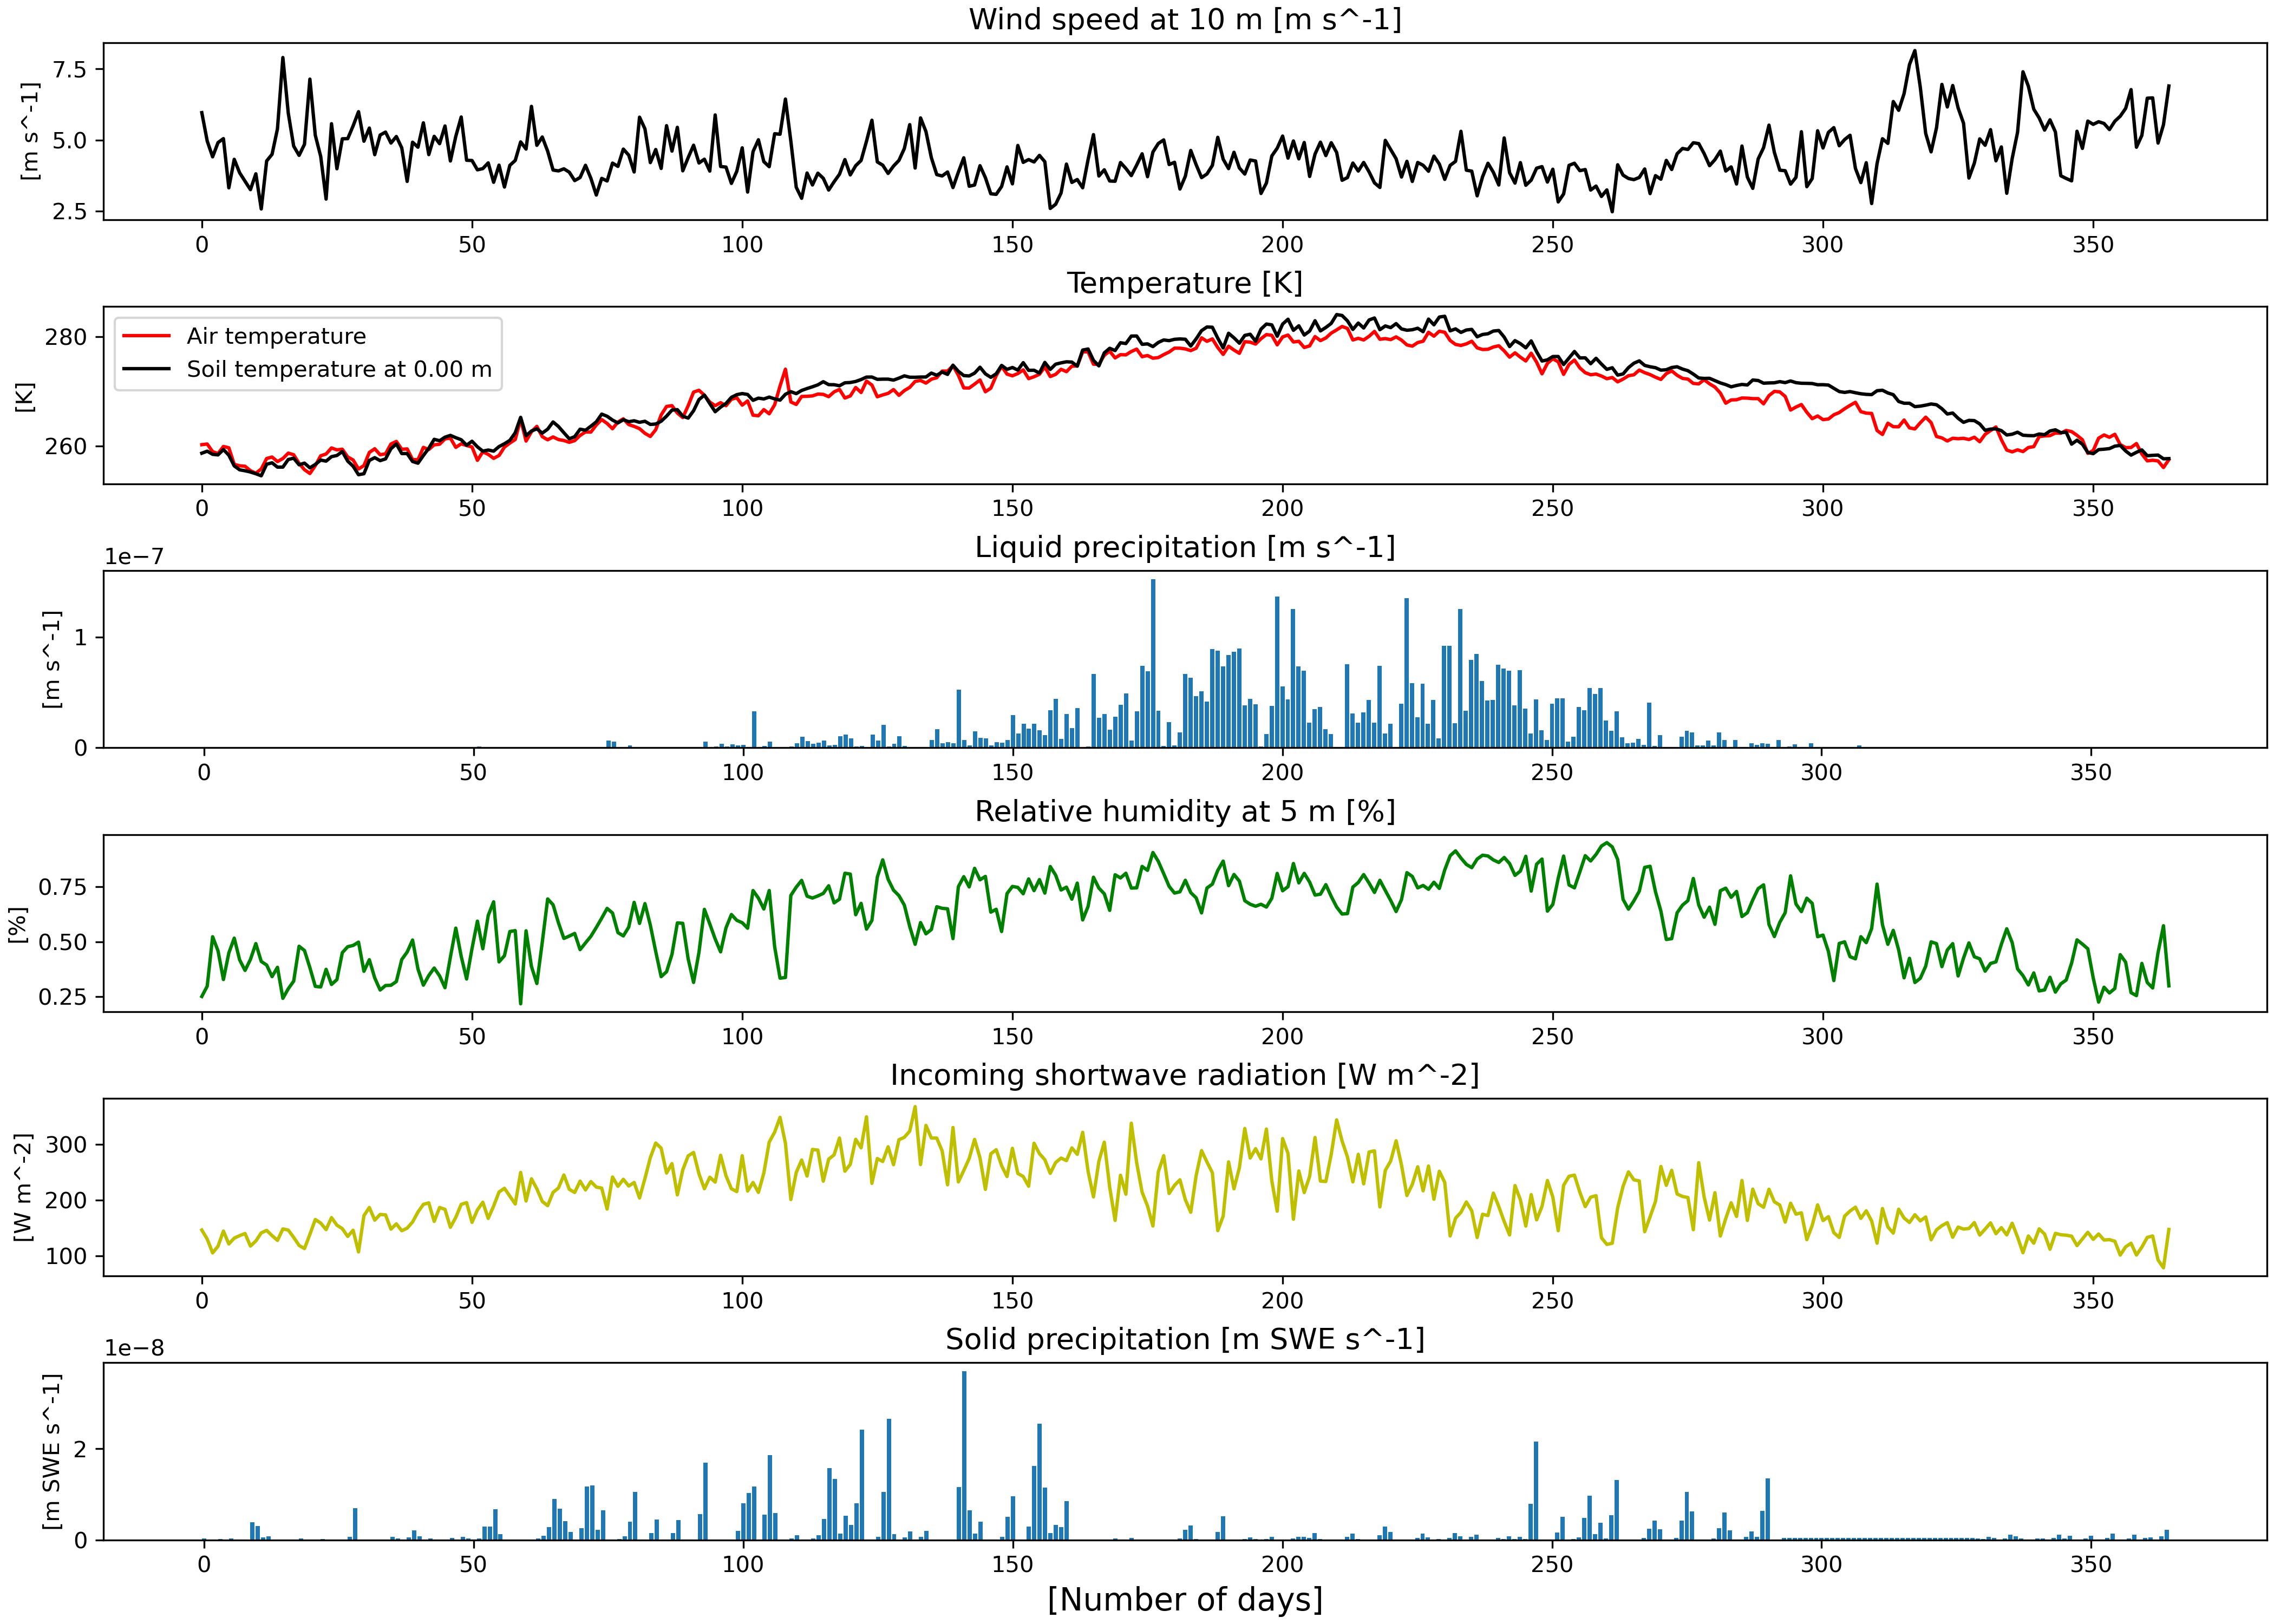 Wind speed at 10 m [m s^-1]
[m s^-1]
7.5
5.0
2.5
0 50 100 150 200 250 300 350
Temperature [K]
[K]
280
260
Air temperature
Soil temperature at 0.00 m
0 50 100 150 200 250 300 350
Liquid precipitation [m s^-1]
1e−7
[m s^-1]
1
0
0 50 100 150 200 250 300 350
Relative humidity at 5 m [%]
[%]
0.75
0.50
0.25
0 50 100 150 200 250 300 350
Incoming shortwave radiation [W m^-2]
[W m^-2]
300
200
100
0 50 100 150 200 250 300 350
Solid precipitation [m SWE s^-1]
1e−8
[m SWE s^-1]
2
0
0 50 100 150 200 250 300 350
[Number of days]